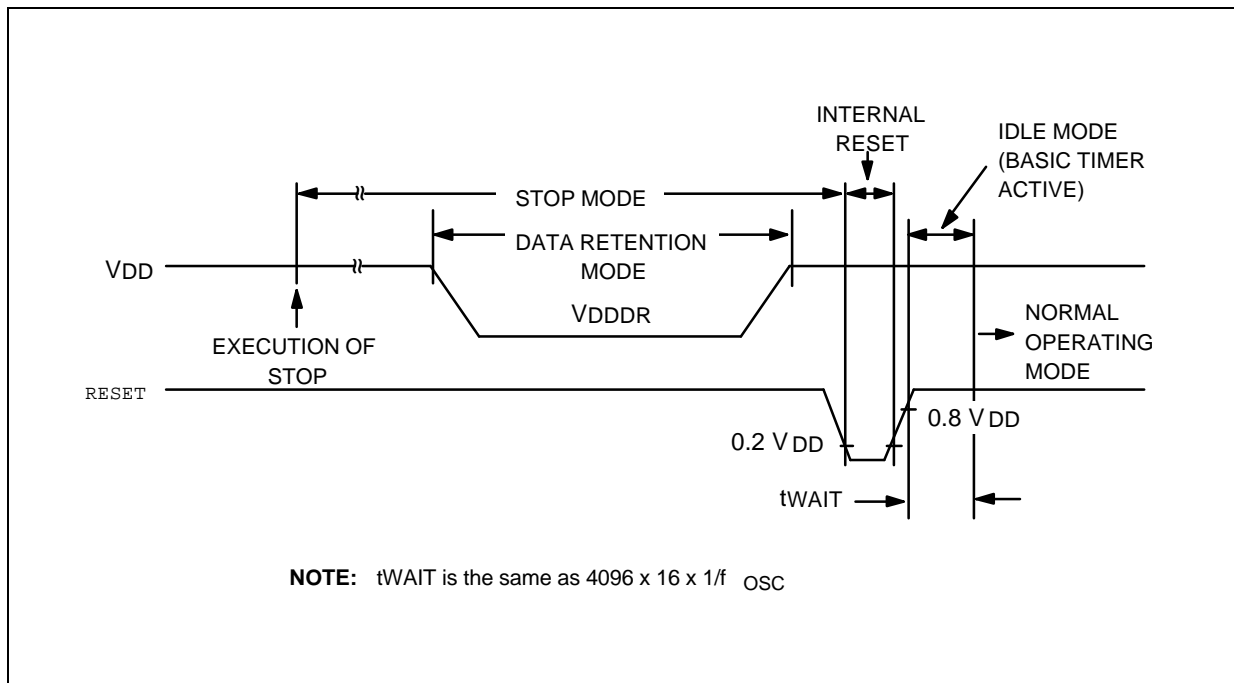 INTERNAL
RESET
IDLE MODE
(BASIC TIMER
ACTIVE)
STOP MODE
DATA RETENTION
MODE
VDD
VDDDR
EXECUTION OF
STOP
NORMAL
OPERATING
MODE
RESET
0.2 VDD
0.8 VDD
tWAIT
NOTE: tWAIT is the same as 4096 x 16 x 1/f OSC